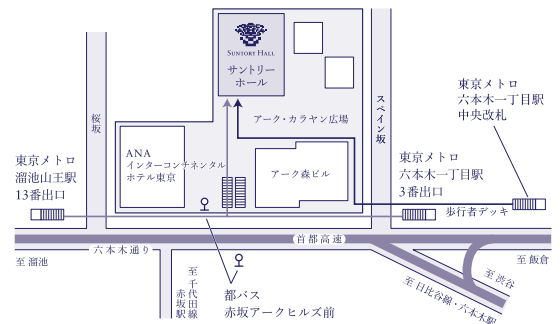 SUNTORY HALL
サントリー
ホール
桜坂
スペイン坂
アーク・カラヤン広場
東京メトロ
六本木一丁目駅
中央改札
ANA
インターコンチネンタル
ホテル東京
アーク森ビル
東京メトロ
溜池山王駅
13番出口
東京メトロ
六本木一丁目駅
3番出口
歩行者デッキ
首都高速
六本木通り
至 溜池
至 飯倉
至 千代田線
赤坂駅
都バス
赤坂アークヒルズ前
至 渋谷
至 日比谷線・六本木駅